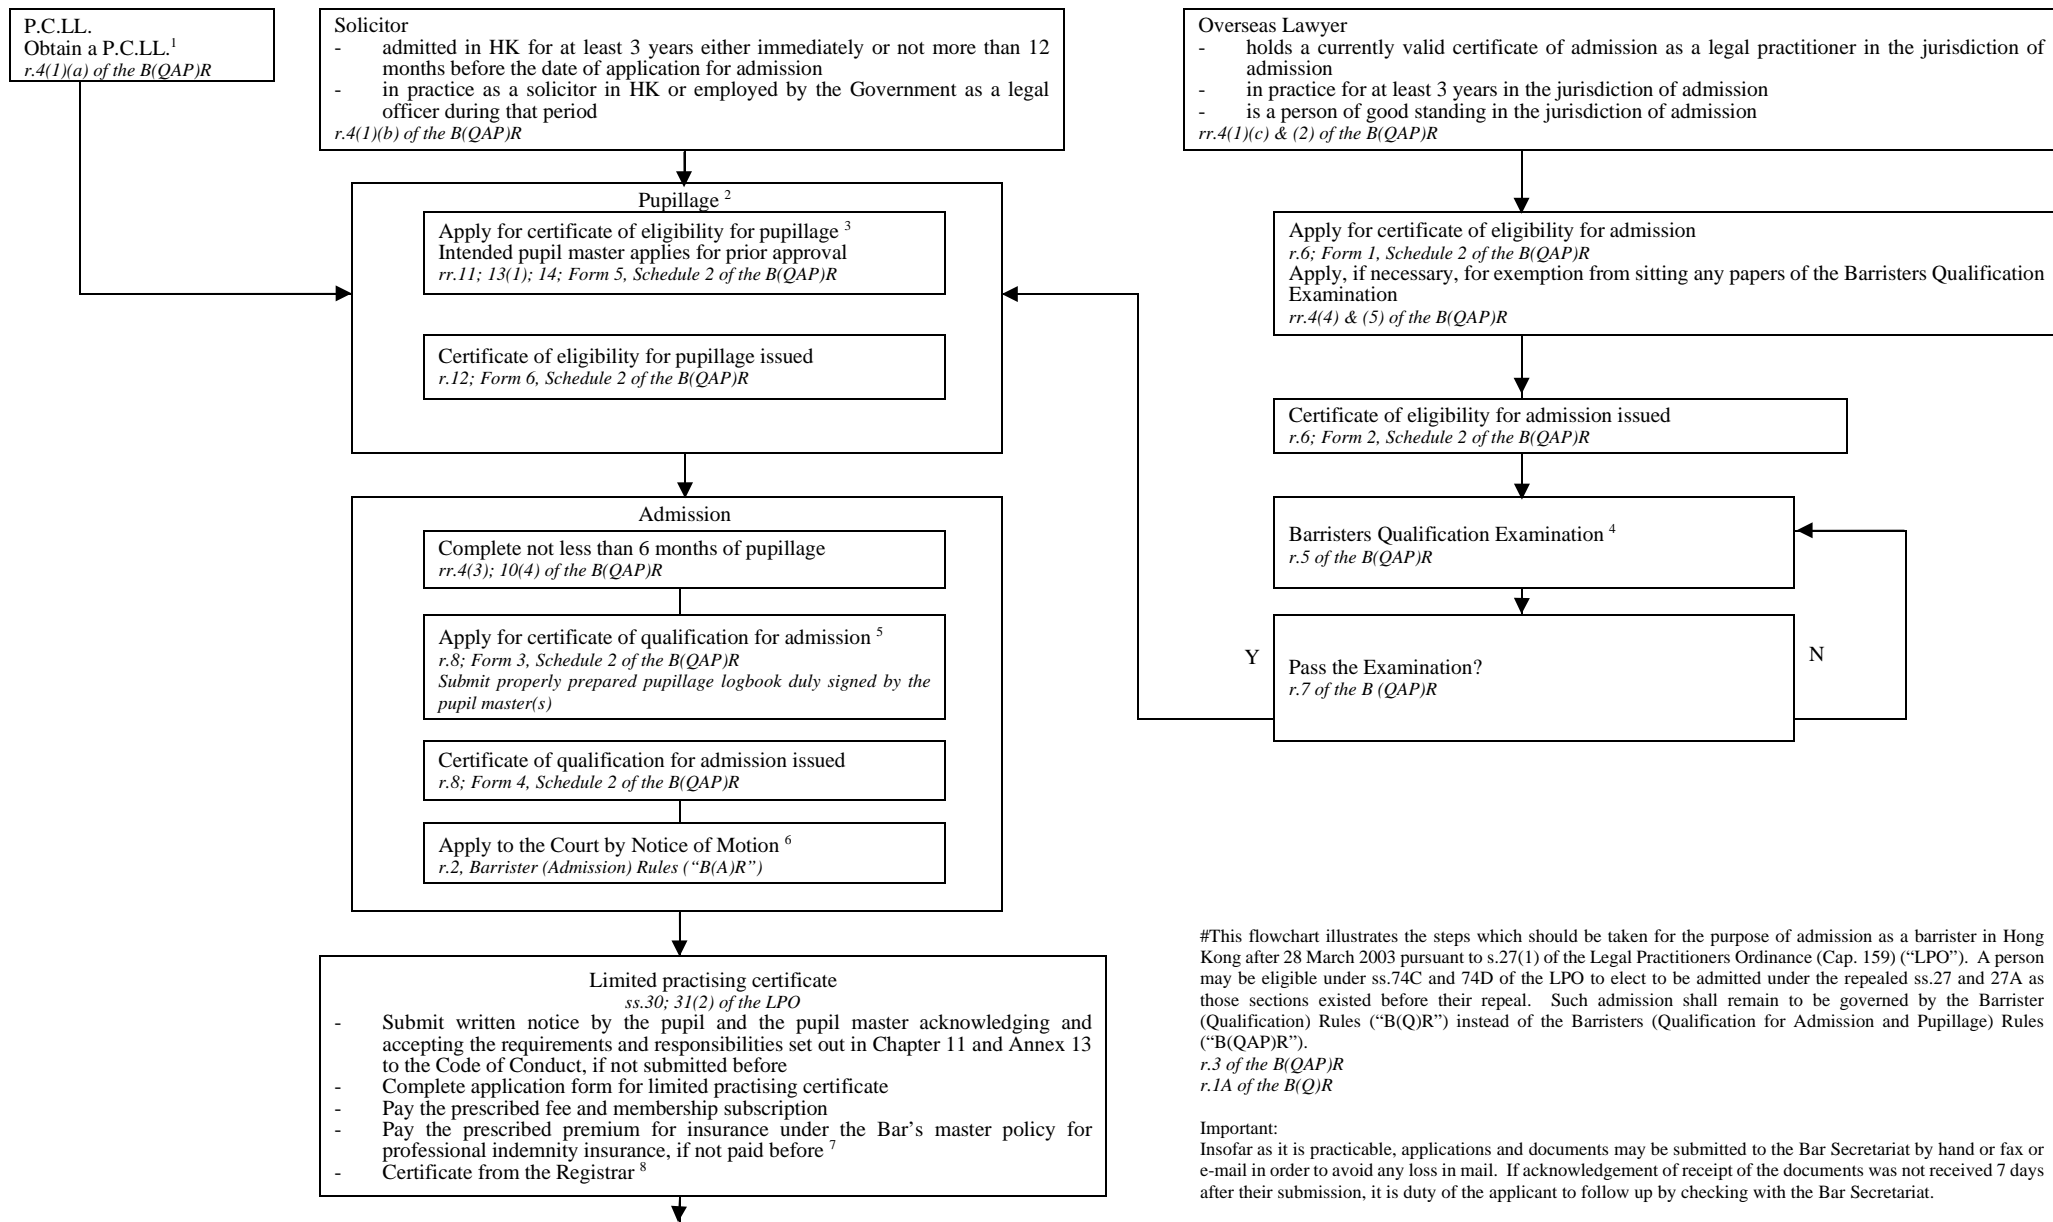 P.C.LL.
Obtain a P.C.LL.1
r.4(1)(a) of the B(QAP)R
Solicitor
- admitted in HK for at least 3 years either immediately or not more than 12
months before the date of application for admission
- in practice as a solicitor in HK or employed by the Government as a legal
officer during that period
r.4(1)(b) of the B(QAP)R
Overseas Lawyer
- holds a currently valid certificate of admission as a legal practitioner in the jurisdiction of
admission
- in practice for at least 3 years in the jurisdiction of admission
- is a person of good standing in the jurisdiction of admission
rr.4(1)(c) & (2) of the B(QAP)R
Pupillage 2
Apply for certificate of eligibility for pupillage 3
Intended pupil master applies for prior approval
rr.11; 13(1); 14; Form 5, Schedule 2 of the B(QAP)R
Certificate of eligibility for pupillage issued
r.12; Form 6, Schedule 2 of the B(QAP)R
Apply for certificate of eligibility for admission
r.6; Form 1, Schedule 2 of the B(QAP)R
Apply, if necessary, for exemption from sitting any papers of the Barristers Qualification
Examination
rr.4(4) & (5) of the B(QAP)R
Certificate of eligibility for admission issued
r.6; Form 2, Schedule 2 of the B(QAP)R
Barristers Qualification Examination 4
r.5 of the B(QAP)R
Y
Pass the Examination?
r.7 of the B (QAP)R
N
Admission
Complete not less than 6 months of pupillage
rr.4(3); 10(4) of the B(QAP)R
Apply for certificate of qualification for admission 5
r.8; Form 3, Schedule 2 of the B(QAP)R
Submit properly prepared pupillage logbook duly signed by the
pupil master(s)
Certificate of qualification for admission issued
r.8; Form 4, Schedule 2 of the B(QAP)R
Apply to the Court by Notice of Motion 6
r.2, Barrister (Admission) Rules (“B(A)R”)
Limited practising certificate
ss.30; 31(2) of the LPO
- Submit written notice by the pupil and the pupil master acknowledging and
accepting the requirements and responsibilities set out in Chapter 11 and Annex 13
to the Code of Conduct, if not submitted before
- Complete application form for limited practising certificate
- Pay the prescribed fee and membership subscription
- Pay the prescribed premium for insurance under the Bar’s master policy for
professional indemnity insurance, if not paid before 7
- Certificate from the Registrar 8
#This flowchart illustrates the steps which should be taken for the purpose of admission as a barrister in Hong
Kong after 28 March 2003 pursuant to s.27(1) of the Legal Practitioners Ordinance (Cap. 159) (“LPO”). A person
may be eligible under ss.74C and 74D of the LPO to elect to be admitted under the repealed ss.27 and 27A as
those sections existed before their repeal. Such admission shall remain to be governed by the Barrister
(Qualification) Rules (“B(Q)R”) instead of the Barristers (Qualification for Admission and Pupillage) Rules
(“B(QAP)R”).
r.3 of the B(QAP)R
r.1A of the B(Q)R
Important:
Insofar as it is practicable, applications and documents may be submitted to the Bar Secretariat by hand or fax or
e-mail in order to avoid any loss in mail. If acknowledgement of receipt of the documents was not received 7 days
after their submission, it is duty of the applicant to follow up by checking with the Bar Secretariat.